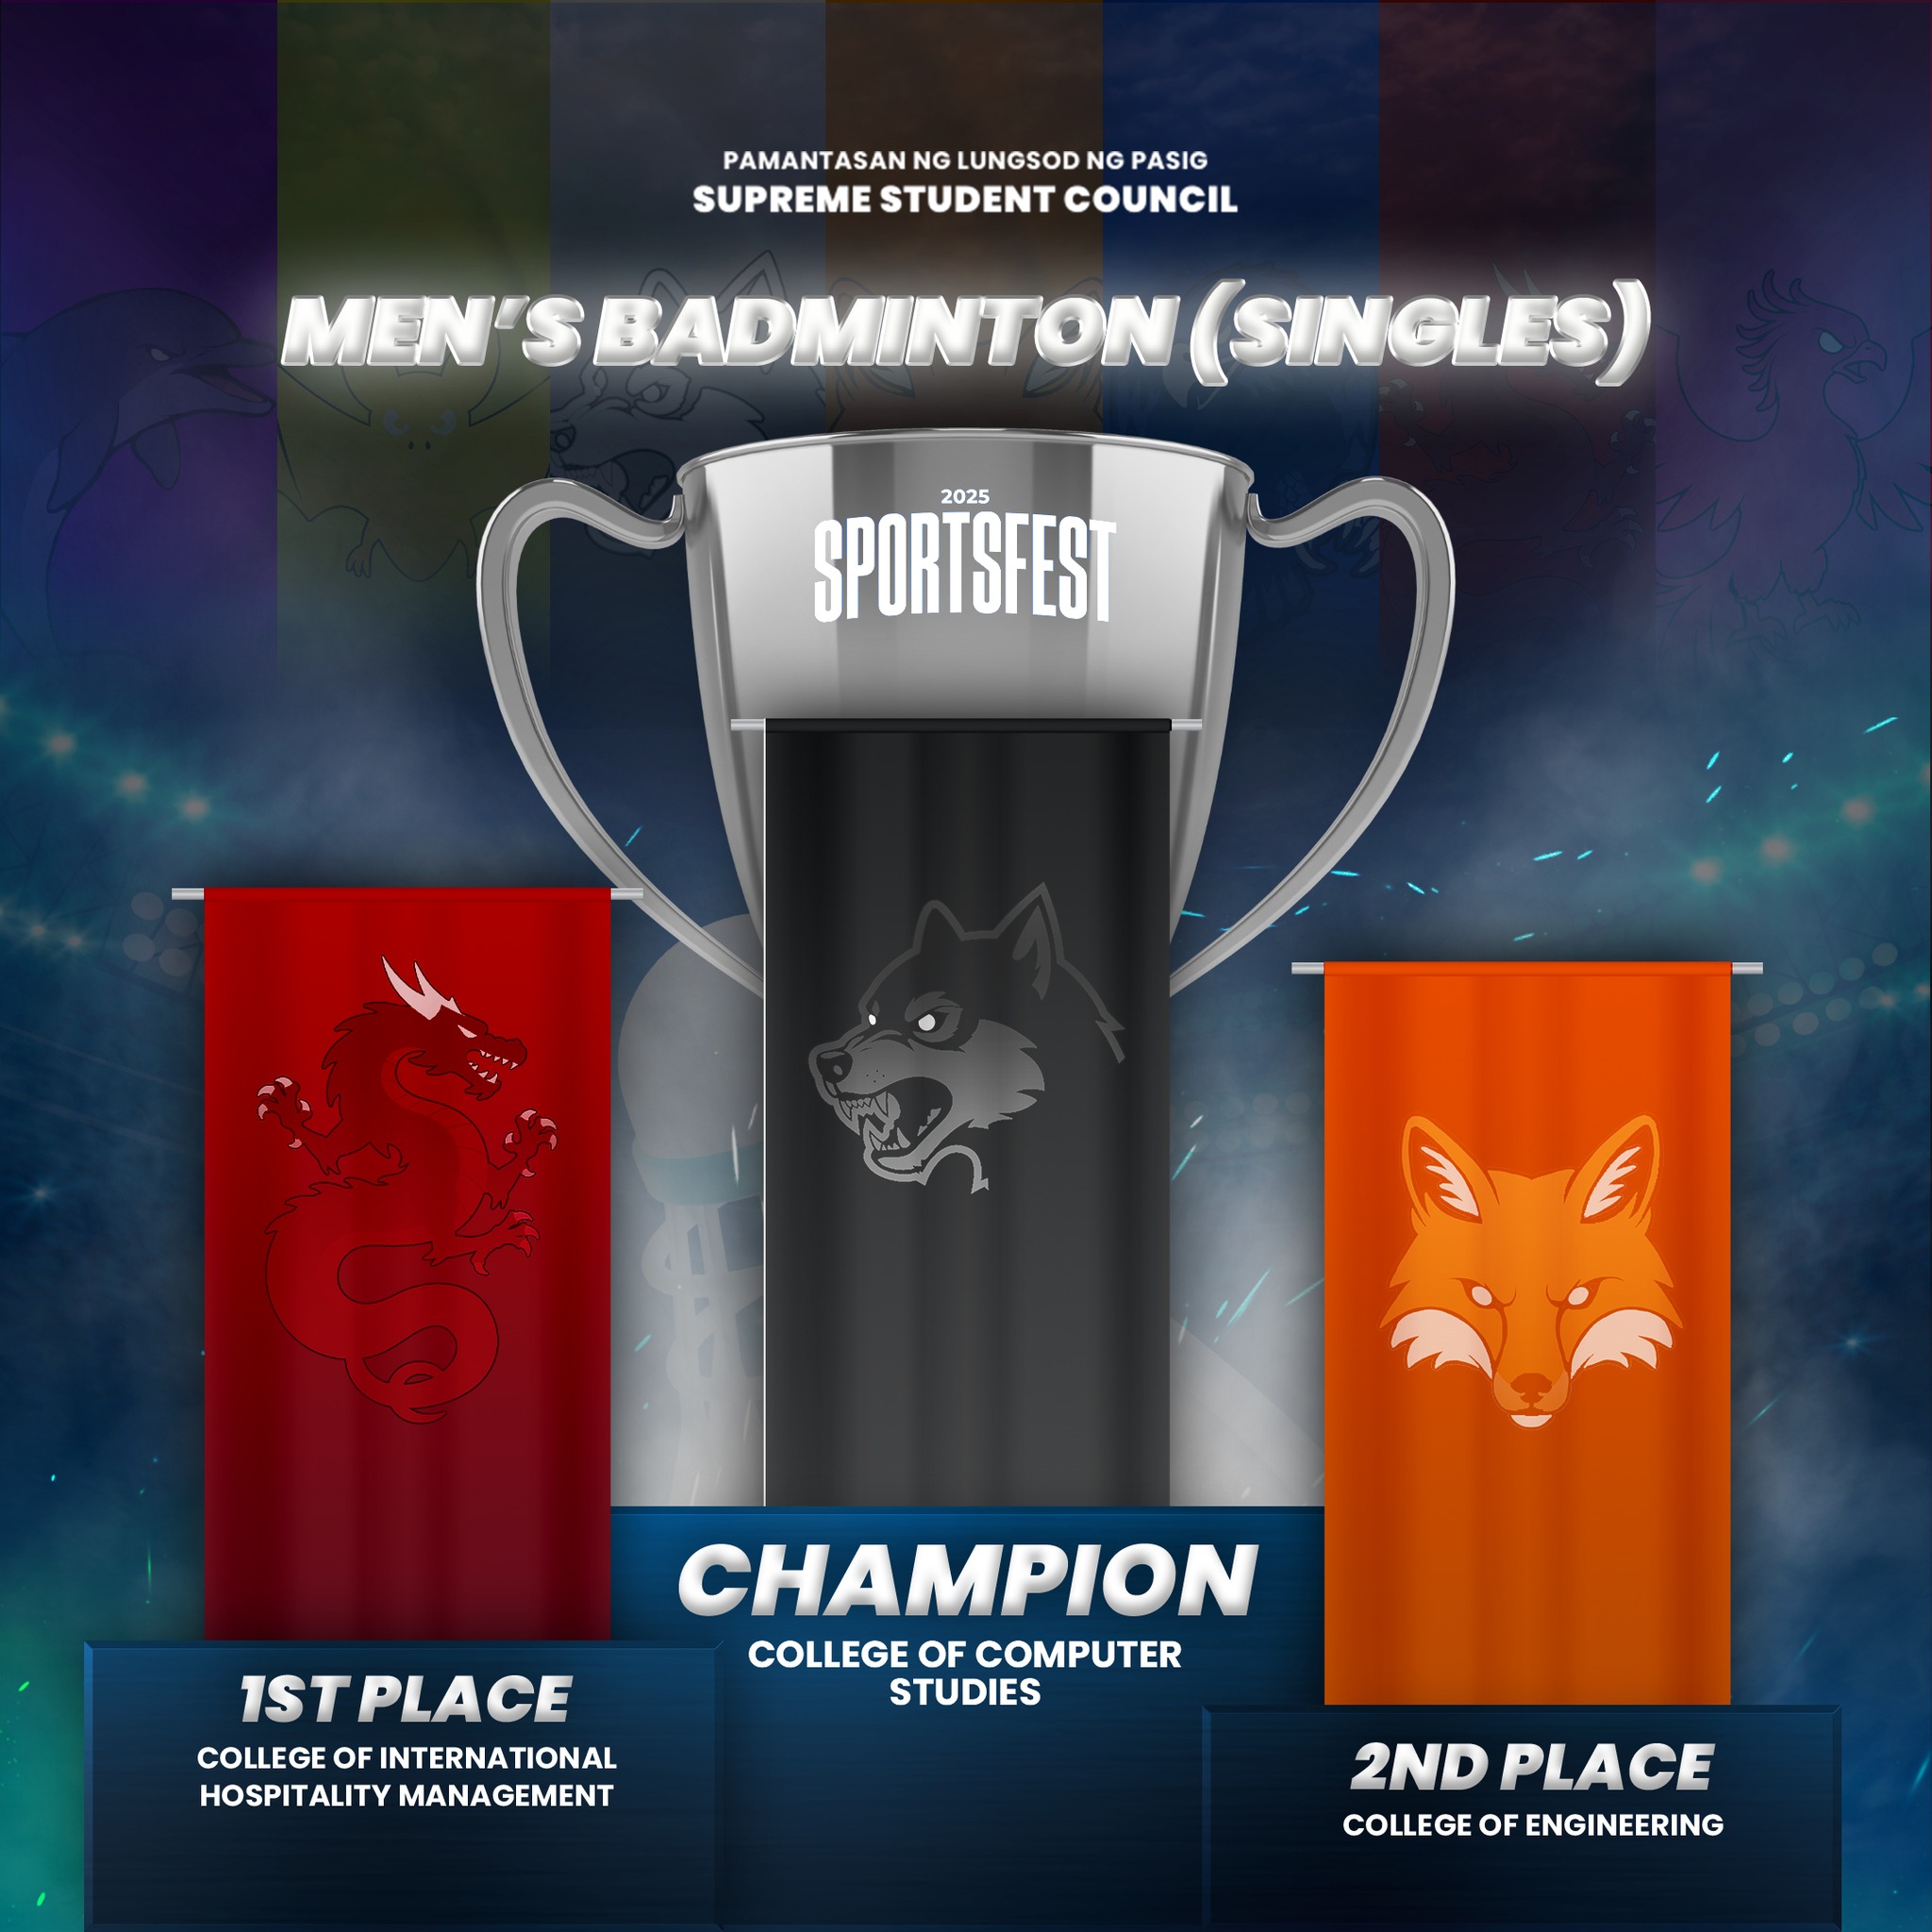 PAMANTASAN NG LUNGSOD NG PASIG
SUPREME STUDENT COUNCIL
MEN'S BADMINTON (SINGLES)
2025
SPORTSFEST
CHAMPION
COLLEGE OF COMPUTER
STUDIES
1ST PLACE
COLLEGE OF INTERNATIONAL
HOSPITALITY MANAGEMENT
2ND PLACE
COLLEGE OF ENGINEERING